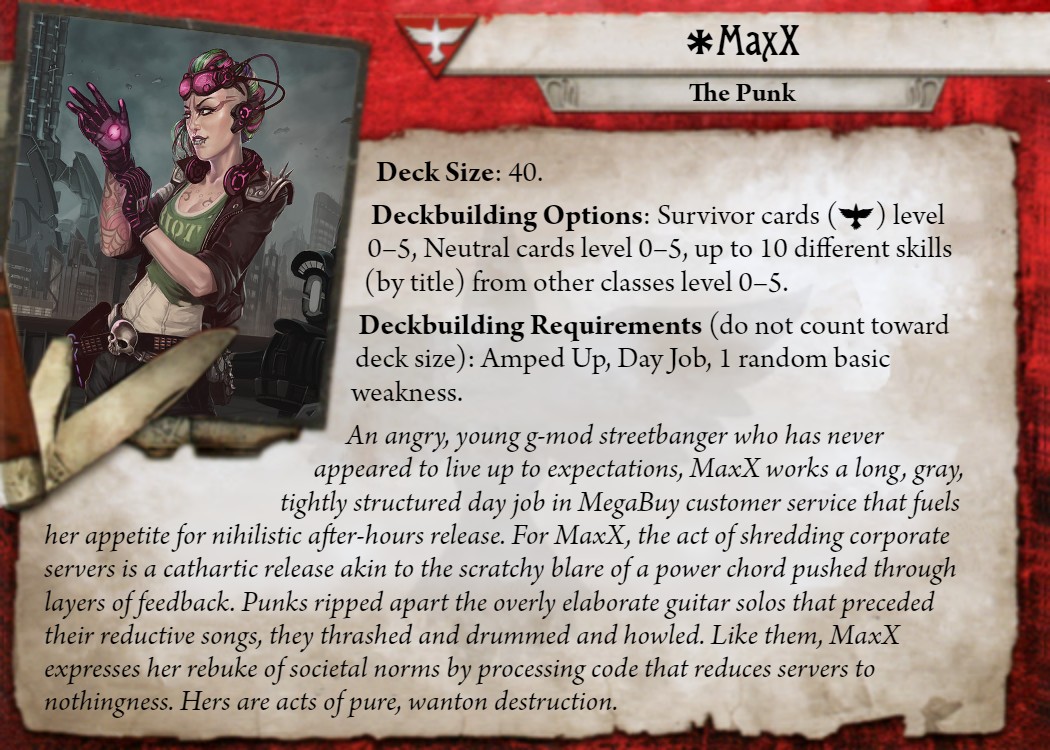 ✱MaxX
The Punk
RIOT
Deck Size: 40.
Deckbuilding Options: Survivor cards ( ) level
0–5, Neutral cards level 0–5, up to 10 different skills
(by title) from other classes level 0–5.
Deckbuilding Requirements (do not count toward
deck size): Amped Up, Day Job, 1 random basic
weakness.
An angry, young g-mod streetbanger who has never
appeared to live up to expectations, MaxX works a long, gray,
tightly structured day job in MegaBuy customer service that fuels
her appetite for nihilistic after-hours release. For MaxX, the act of shredding corporate
servers is a cathartic release akin to the scratchy blare of a power chord pushed through
layers of feedback. Punks ripped apart the overly elaborate guitar solos that preceded
their reductive songs, they thrashed and drummed and howled. Like them, MaxX
expresses her rebuke of societal norms by processing code that reduces servers to
nothingness. Hers are acts of pure, wanton destruction.